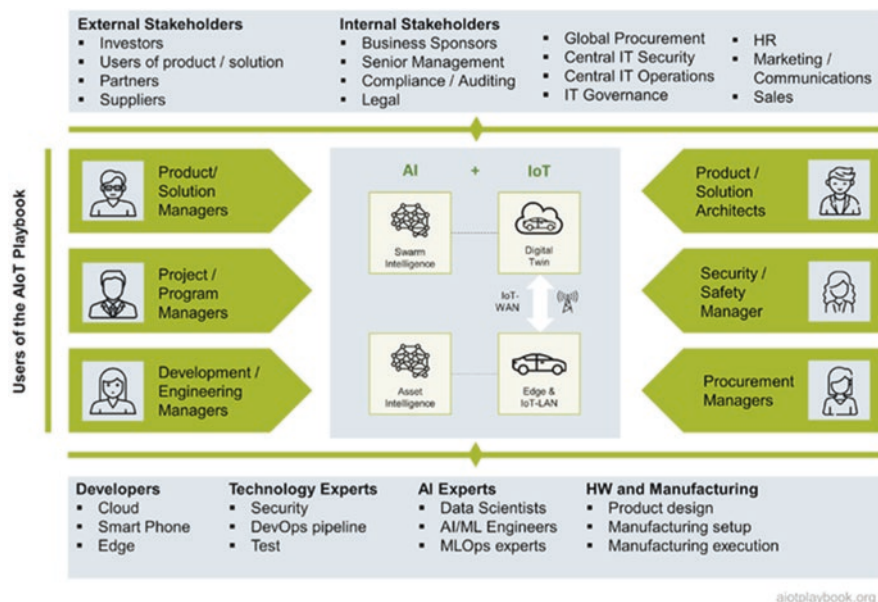 External Stakeholders
▪ Investors
▪ Users of product / solution
▪ Partners
▪ Suppliers
Internal Stakeholders
▪ Business Sponsors
▪ Senior Management
▪ Compliance / Auditing
▪ Legal
▪ Global Procurement
▪ Central IT Security
▪ Central IT Operations
▪ IT Governance
▪ HR
▪ Marketing /
Communications
▪ Sales
Users of the AIoT Playbook
Product/
Solution
Managers
Project /
Program
Managers
Development /
Engineering
Managers
AI + IoT
Swarm
Intelligence
Digital
Twin
IoT-
WAN
Asset
Intelligence
Edge &
IoT-LAN
Product /
Solution
Architects
Security /
Safety
Manager
Procurement
Managers
Developers
▪ Cloud
▪ Smart Phone
▪ Edge
Technology Experts
▪ Security
▪ DevOps pipeline
▪ Test
AI Experts
▪ Data Scientists
▪ AI/ML Engineers
▪ MLOps experts
HW and Manufacturing
▪ Product design
▪ Manufacturing setup
▪ Manufacturing execution
aiotplaybook.org